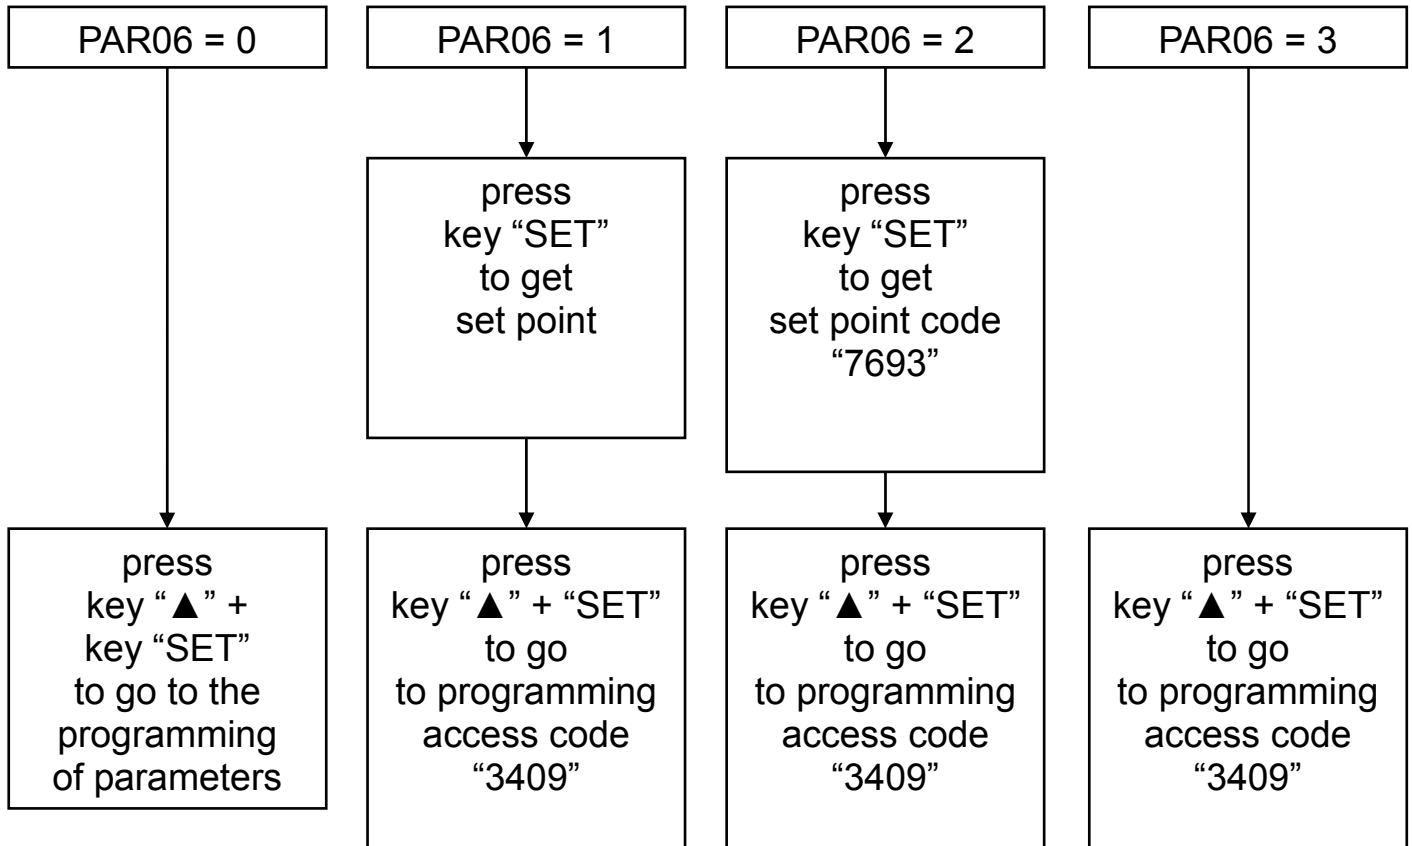 PAR06 = 0
PAR06 = 1
PAR06 = 2
PAR06 = 3
press
key “SET”
to get
set point
press
key “SET”
to get
set point code
“7693”
press
key “▲” +
key “SET”
to go to the
programming
of parameters
press
key “▲” + “SET”
to go
to programming
access code
“3409”
press
key “▲” + “SET”
to go
to programming
access code
“3409”
press
key “▲” + “SET”
to go
to programming
access code
“3409”